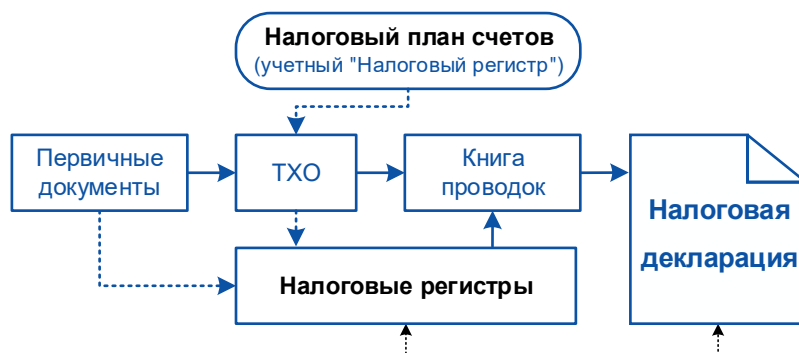 Налоговый план счетов
(учетный "Налоговый регистр")
Первичные
документы
ТХО
Книга
проводок
Налоговая
декларация
Налоговые регистры